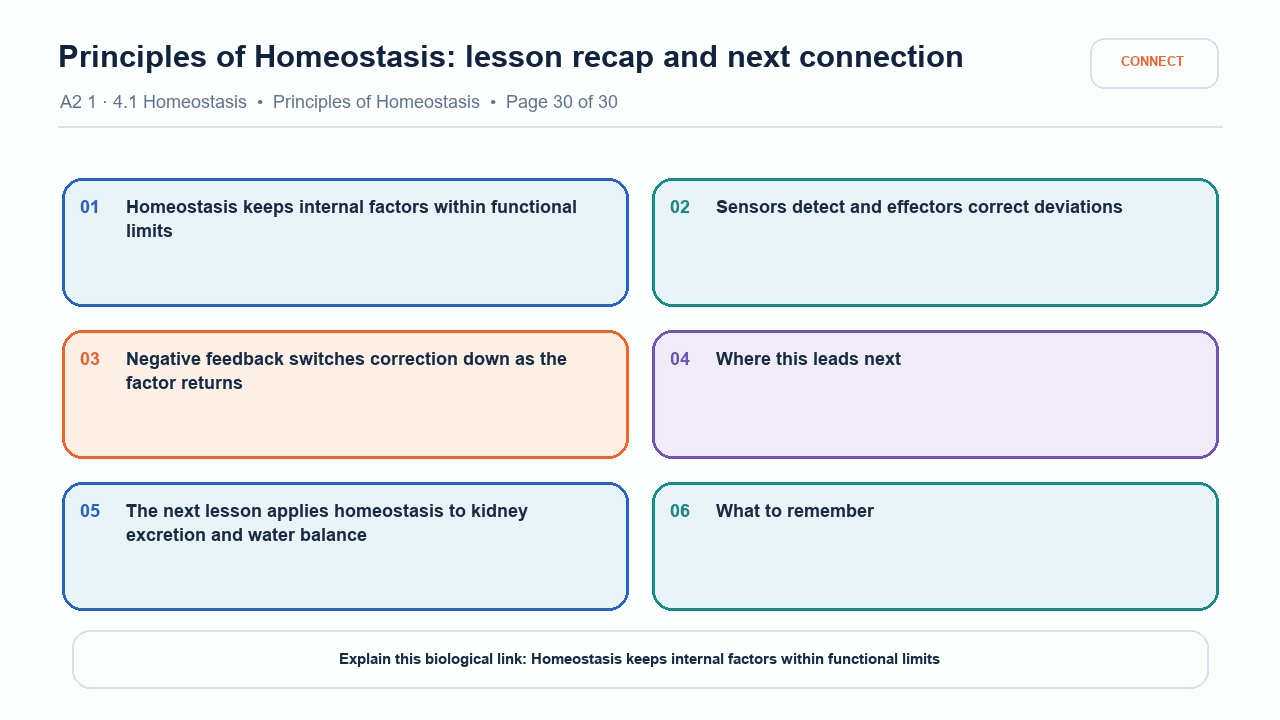 Principles of Homeostasis: lesson recap and next connection
CONNECT
A2 1 · 4.1 Homeostasis • Principles of Homeostasis • Page 30 of 30
01 Homeostasis keeps internal factors within functional
limits
02 Sensors detect and effectors correct deviations
03 Negative feedback switches correction down as the
factor returns
04 Where this leads next
05 The next lesson applies homeostasis to kidney
excretion and water balance
06 What to remember
Explain this biological link: Homeostasis keeps internal factors within functional limits